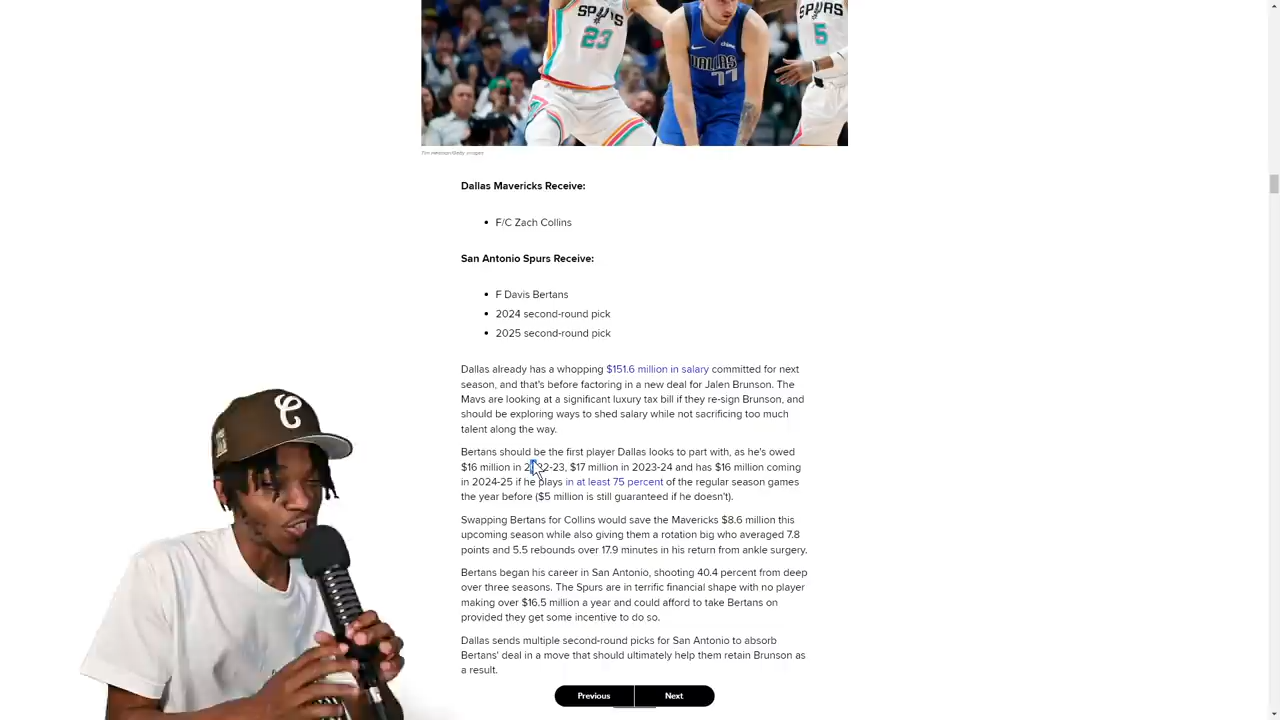 SPURS
SPURS
23
5
DALLAS
77
Dallas Mavericks Receive:
• F/C Zach Collins
San Antonio Spurs Receive:
• F Davis Bertans
• 2024 second-round pick
• 2025 second-round pick
Dallas already has a whopping $151.6 million in salary committed for next
season, and that's before factoring in a new deal for Jalen Brunson. The
Mavs are looking at a significant luxury tax bill if they re-sign Brunson, and
should be exploring ways to shed salary while not sacrificing too much
talent along the way.
Bertans should be the first player Dallas looks to part with, as he's owed
$16 million in 2022-23, $17 million in 2023-24 and has $16 million coming
in 2024-25 if he plays in at least 75 percent of the regular season games
the year before ($5 million is still guaranteed if he doesn't).
Swapping Bertans for Collins would save the Mavericks $8.6 million this
upcoming season while also giving them a rotation big who averaged 7.8
points and 5.5 rebounds over 17.9 minutes in his return from ankle surgery.
Bertans began his career in San Antonio, shooting 40.4 percent from deep
over three seasons. The Spurs are in terrific financial shape with no player
making over $16.5 million a year and could afford to take Bertans on
provided they get some incentive to do so.
Dallas sends multiple second-round picks for San Antonio to absorb
Bertans' deal in a move that should ultimately help them retain Brunson as
a result.
Previous
Next
C